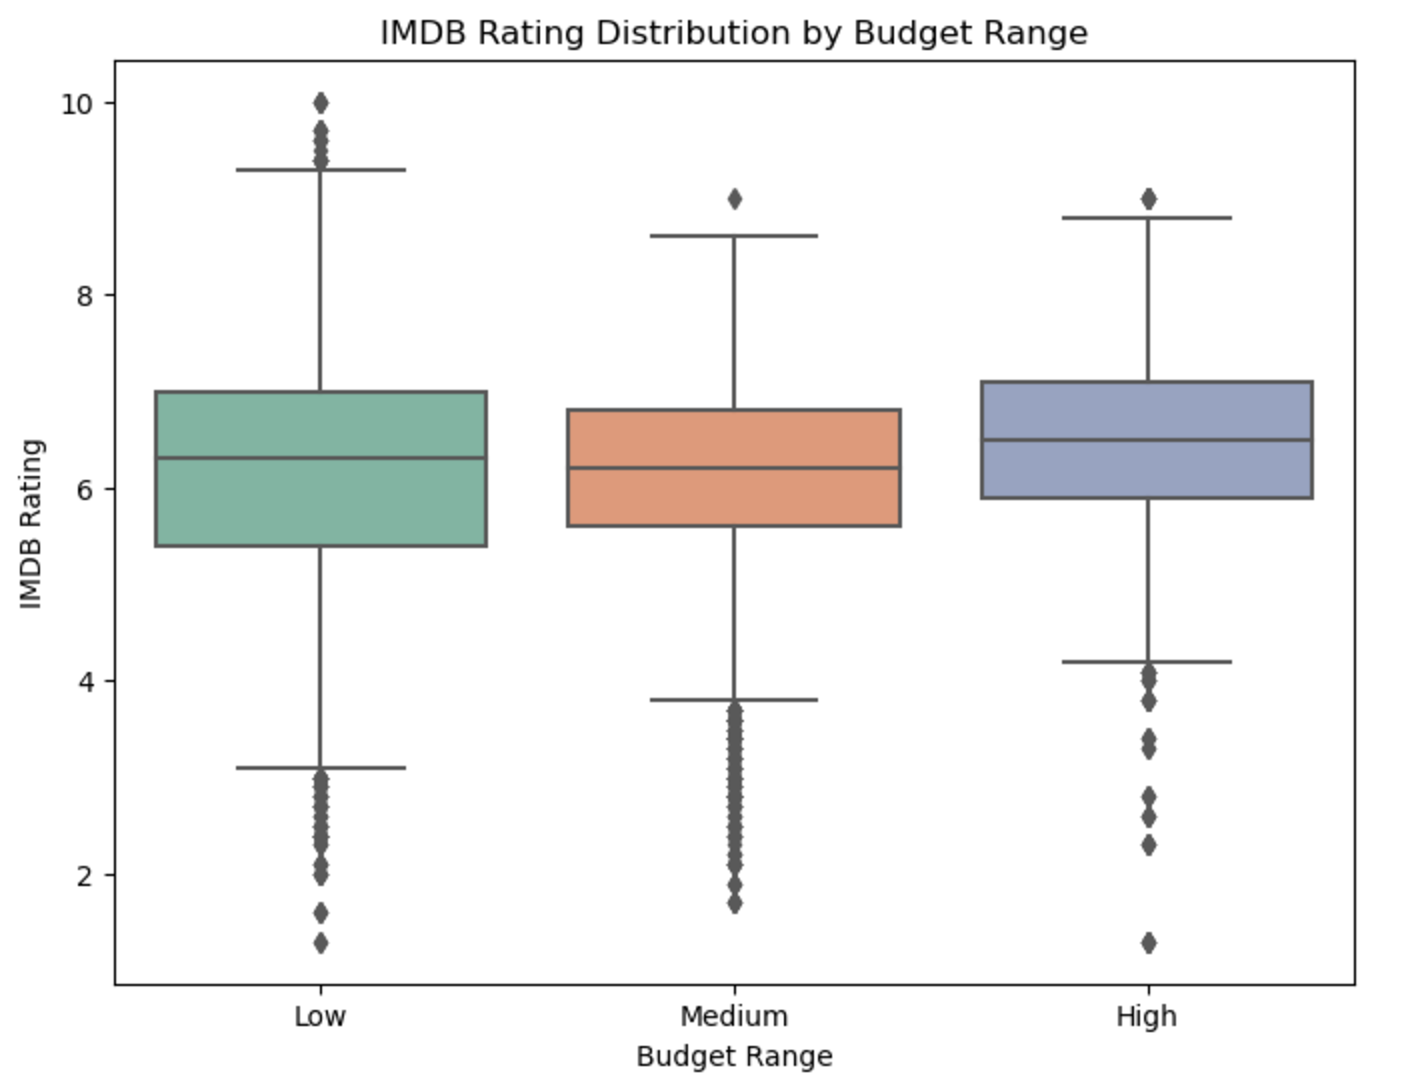 IMDB Rating Distribution by Budget Range
10
8
6
4
2
IMDB Rating
Low Medium High
Budget Range